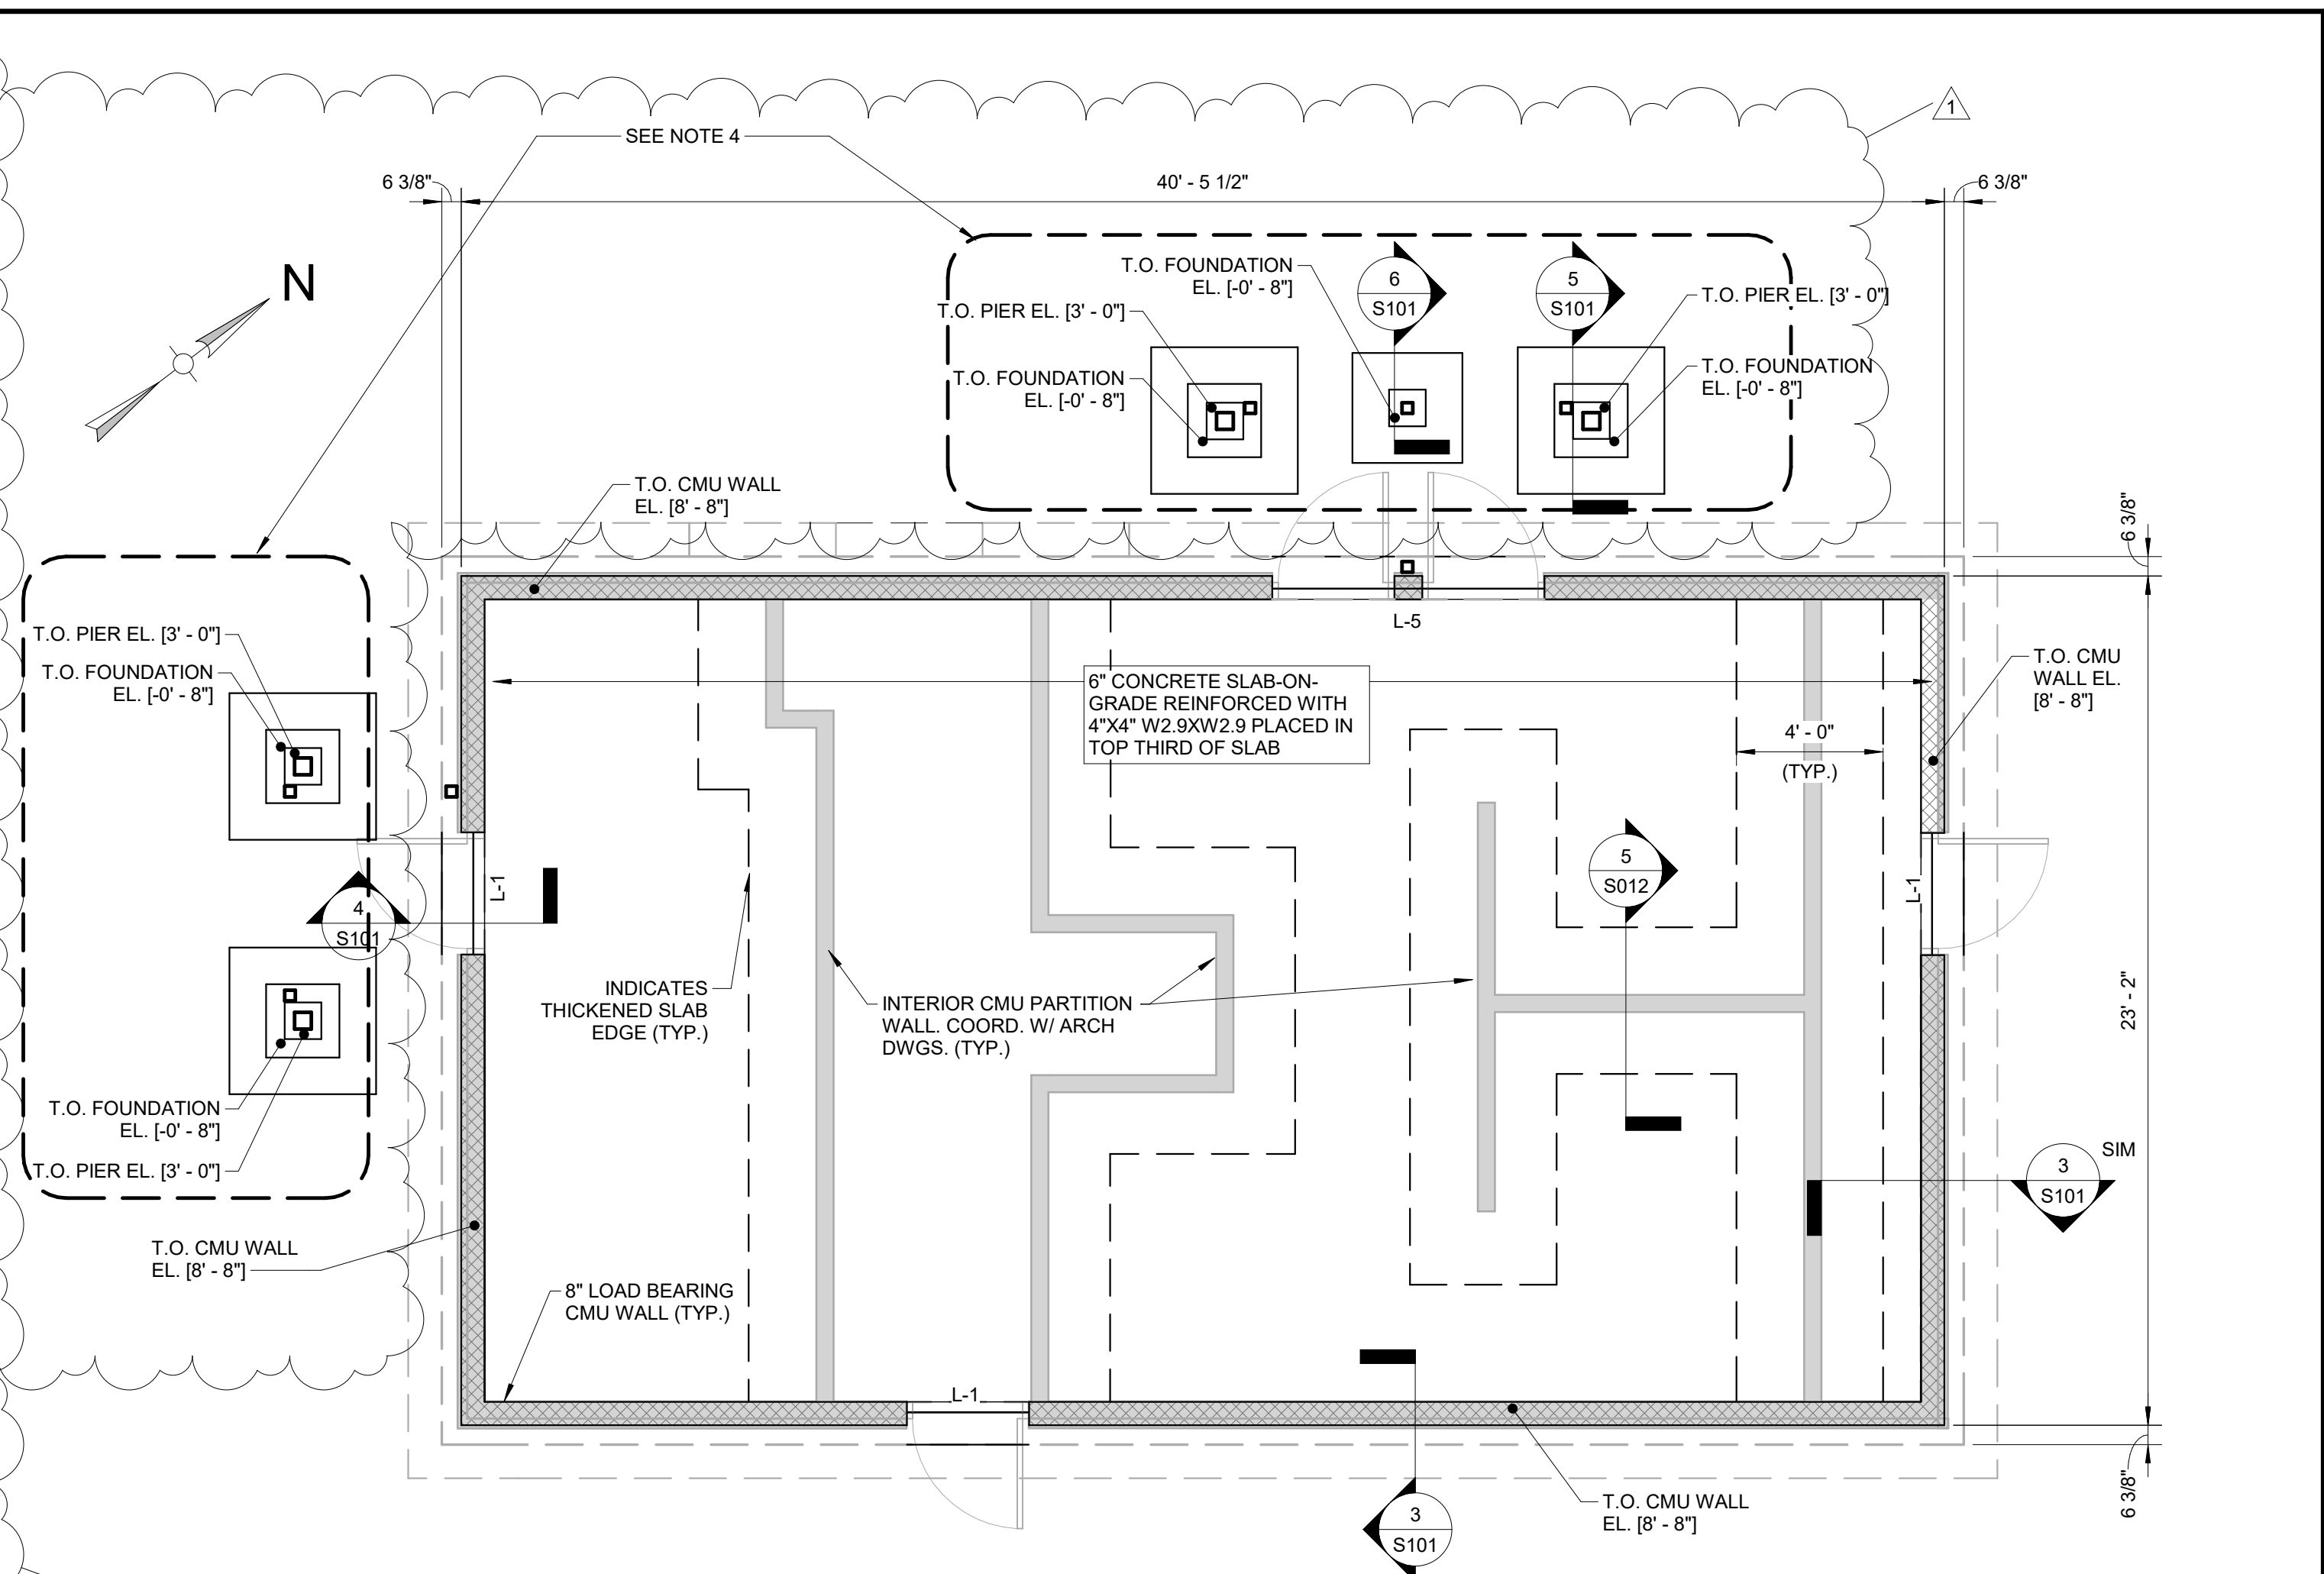 1
SEE NOTE 4
6 3/8"
40' - 5 1/2"
6 3/8"
N
T.O. FOUNDATION
EL. [-0' - 8"]
6
S101
5
S101
T.O. PIER EL. [3' - 0"]
T.O. PIER EL. [3' - 0"]
T.O. FOUNDATION
EL. [-0' - 8"]
T.O. FOUNDATION
EL. [-0' - 8"]
T.O. CMU WALL
EL. [8' - 8"]
6 3/8"
T.O. PIER EL. [3' - 0"]
T.O. FOUNDATION
EL. [-0' - 8"]
L-5
6" CONCRETE SLAB-ON-
GRADE REINFORCED WITH
4"X4" W2.9XW2.9 PLACED IN
TOP THIRD OF SLAB
T.O. CMU
WALL EL.
[8' - 8"]
4' - 0"
(TYP.)
5
S012
L-1
L-1
4
S101
INDICATES
THICKENED SLAB
EDGE (TYP.)
INTERIOR CMU PARTITION
WALL. COORD. W/ ARCH
DWGS. (TYP.)
23' - 2"
T.O. FOUNDATION
EL. [-0' - 8"]
T.O. PIER EL. [3' - 0"]
SIM
3
S101
T.O. CMU WALL
EL. [8' - 8"]
8" LOAD BEARING
CMU WALL (TYP.)
L-1
6 3/8"
T.O. CMU WALL
EL. [8' - 8"]
3
S101